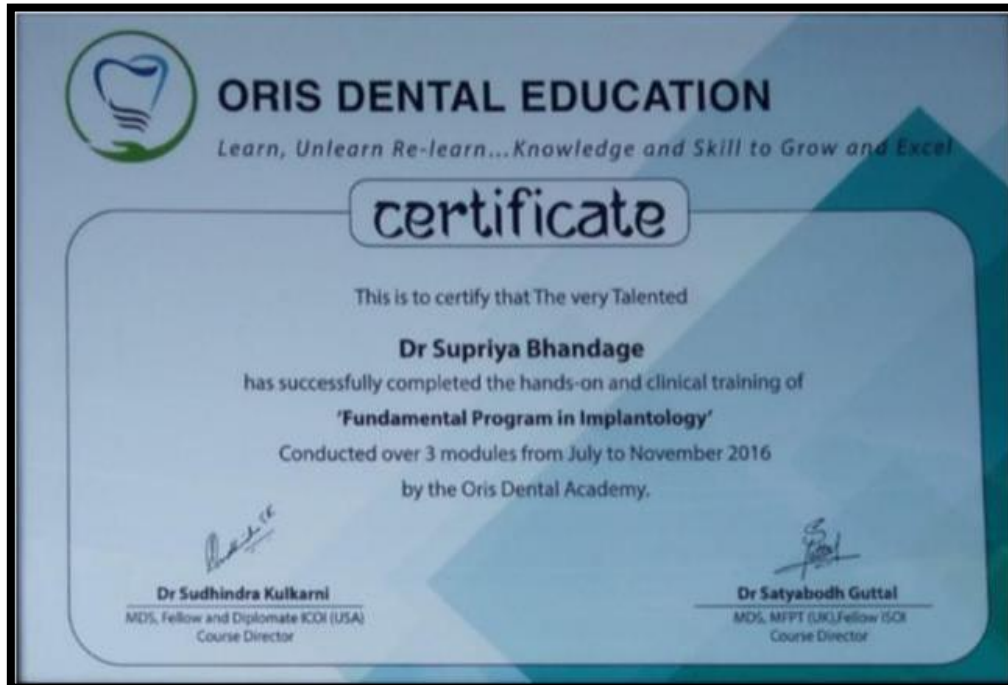 ORIS DENTAL EDUCATION
Learn, Unlearn Re-learn...Knowledge and Skill to Grow and Excel
certificate
This is to certify that The very Talented
Dr Supriya Bhandage
has successfully completed the hands-on and clinical training of
'Fundamental Program in Implantology'
Conducted over 3 modules from July to November 2016
by the Oris Dental Academy.
Dr Sudhindra Kulkarni
MDS, Fellow and Diplomate ICOI (USA)
Course Director
Dr Satyabodh Guttal
MDS, MFPT (UK),Fellow ISOI
Course Director